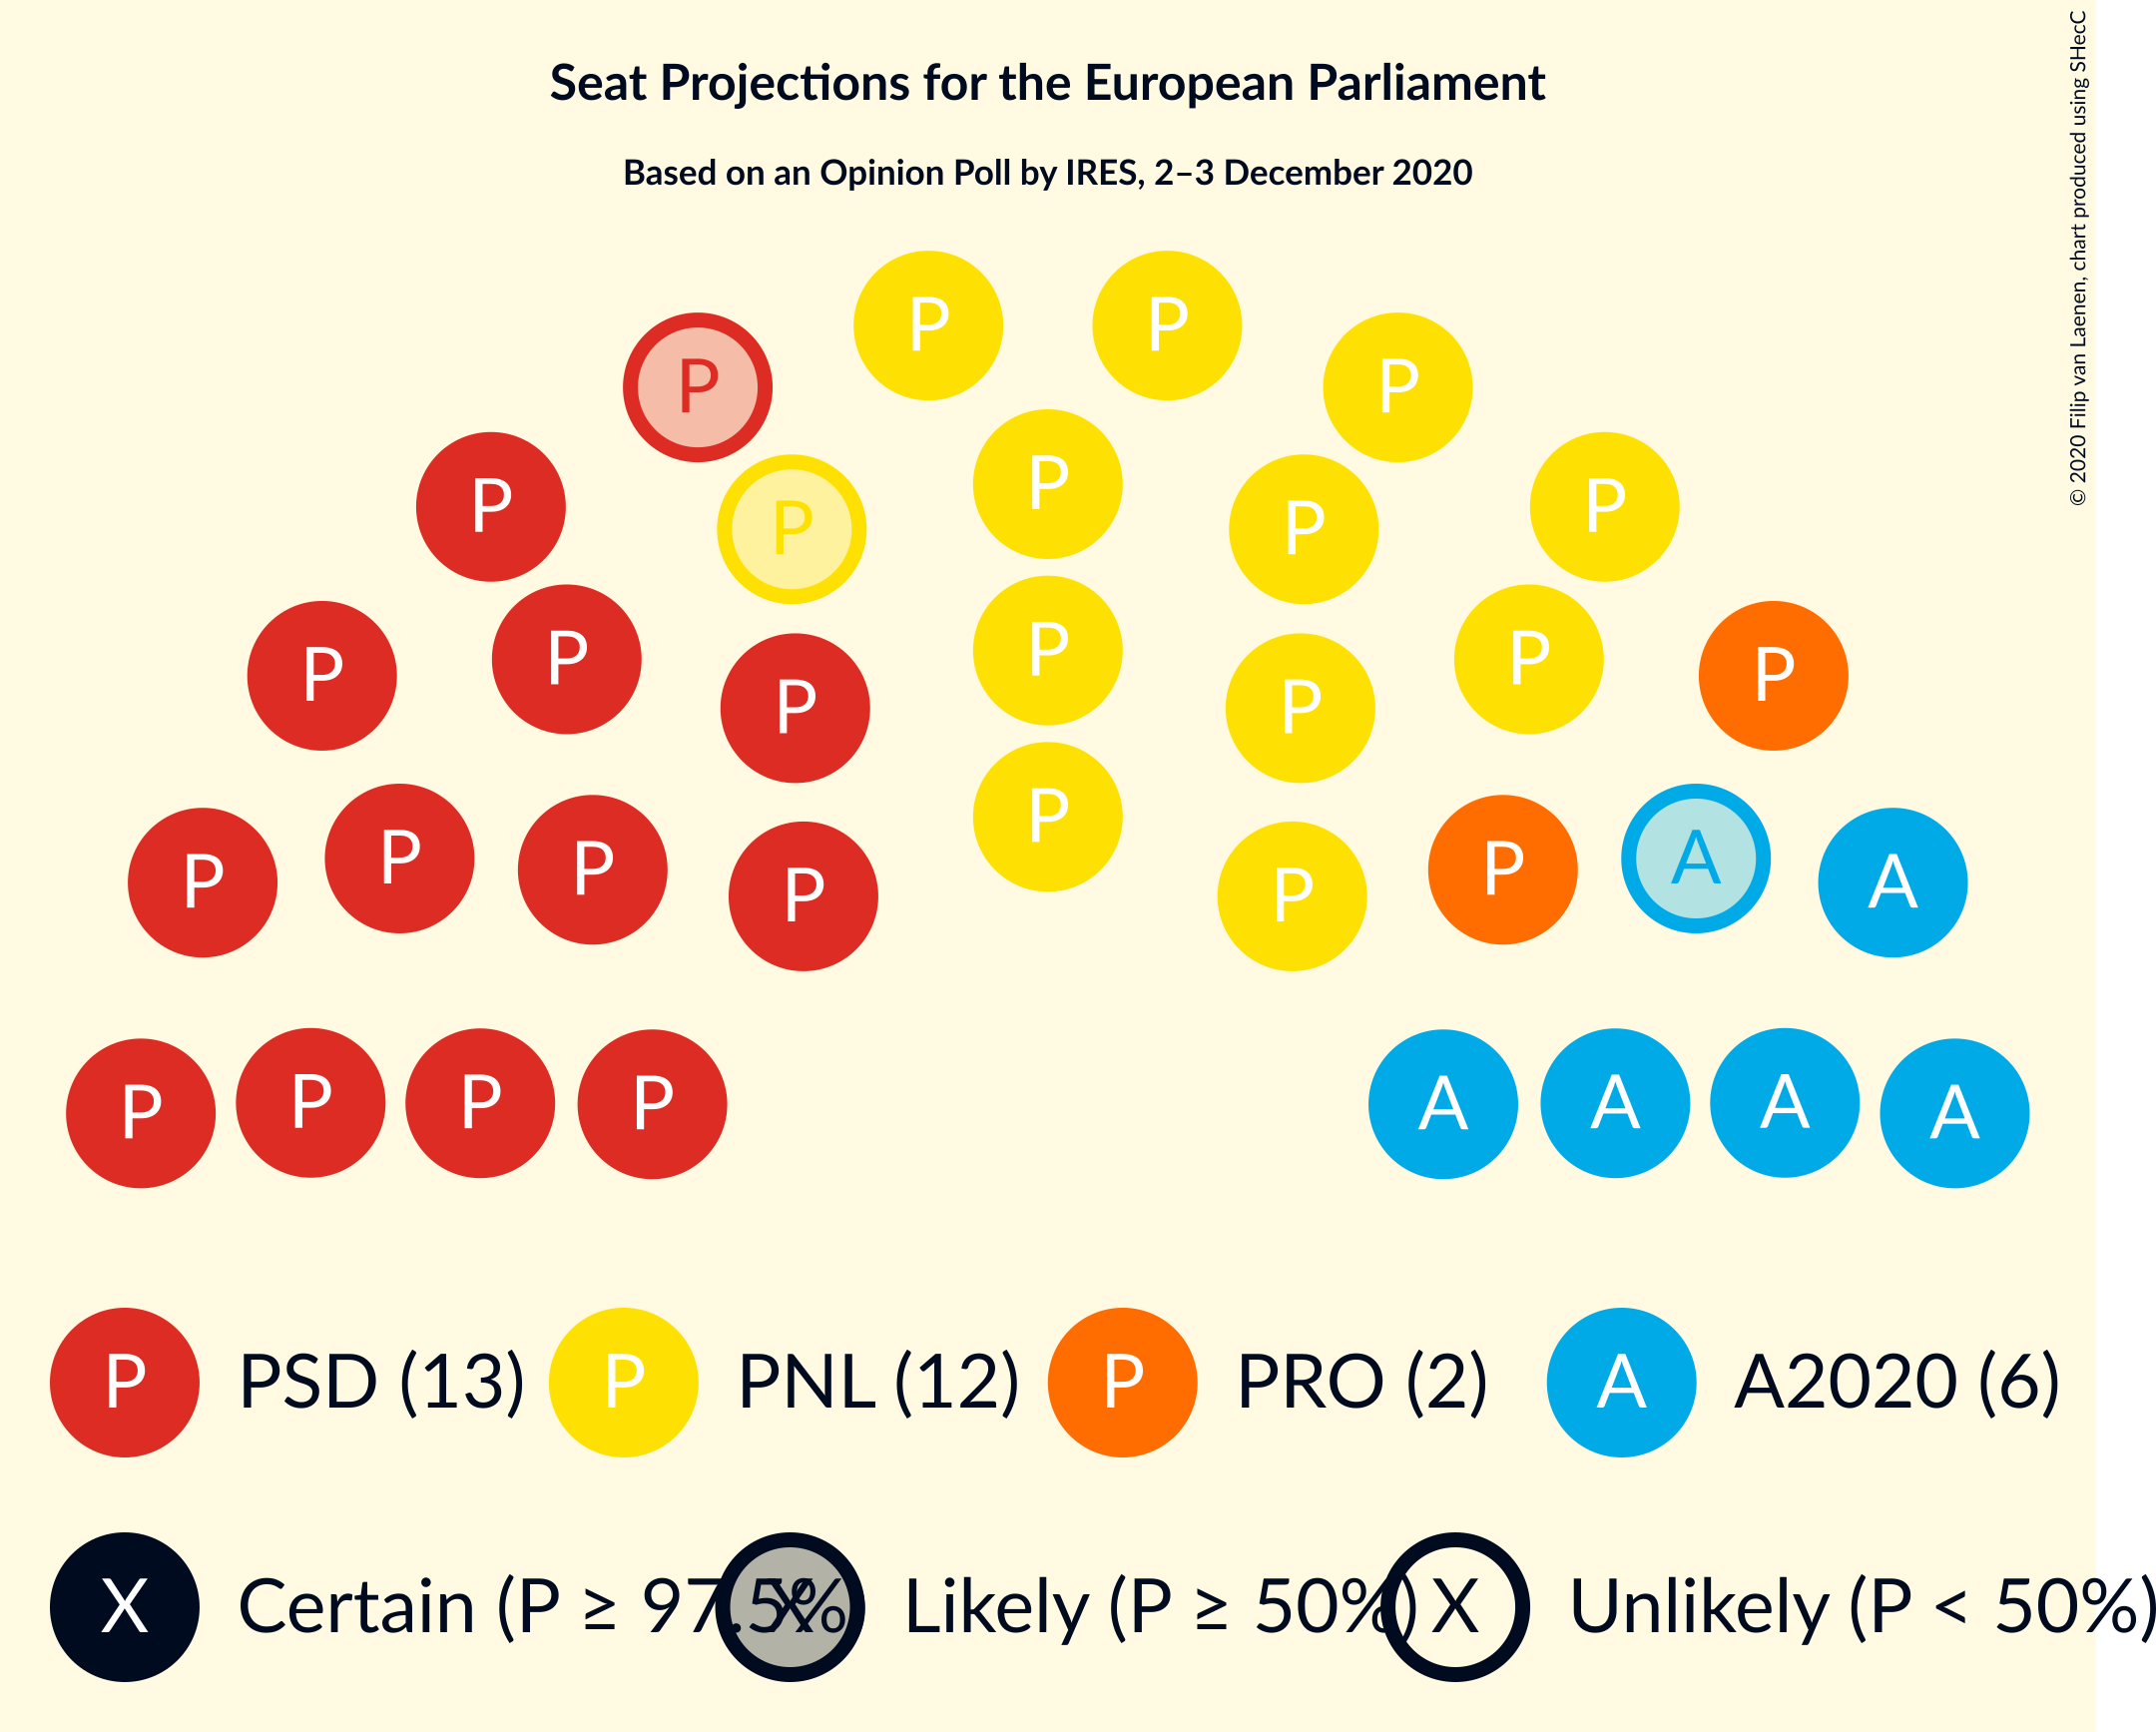 Seat Projections for the European Parliament
Based on an Opinion Poll by IRES, 2–3 December 2020
© 2020 Filip van Laenen, chart produced using SHecC
P P
P P
P P
P P P
P P
P P P P
P P P P
P P
P P P P A A
P P
P P P P A A A A
P PSD (13) P PNL (12) P PRO (2) A A2020 (6)
X Certain (P ≥ 97.5%) X Likely (P ≥ 50%) X Unlikely (P < 50%)